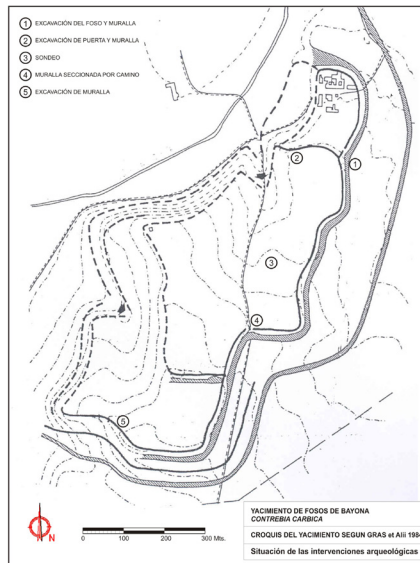 1 EXCAVACIÓN DEL FOSO Y MURALLA
2 EXCAVACIÓN DE PUERTA Y MURALLA
3 SONDEO
4 MURALLA SECCIONADA POR CAMINO
5 EXCAVACIÓN DE MURALLA
2
1
3
4
5
N
0 100 200 300 Mts.
YACIMIENTO DE FOSOS DE BAYONA
CONTREBIA CARBICA
CROQUIS DEL YACIMIENTO SEGUN GRAS et Alii 198
Situación de las intervenciones arqueológicas